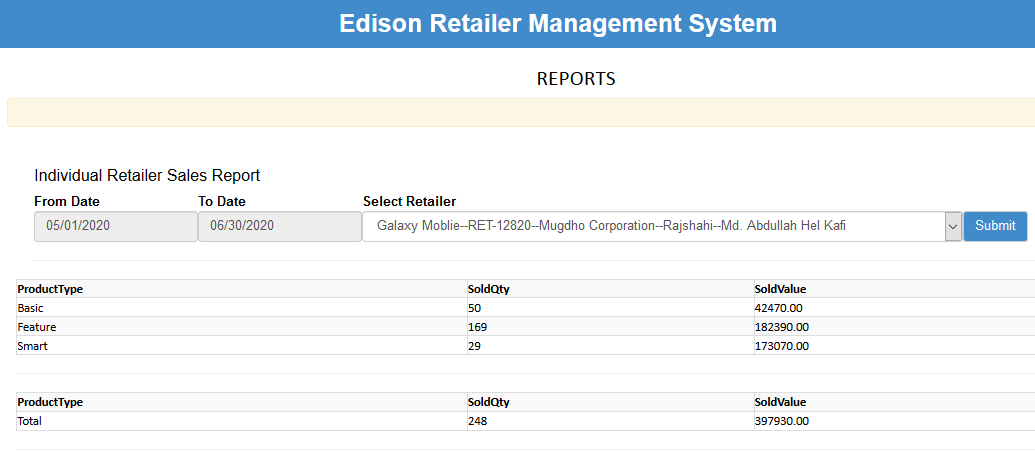 Edison Retailer Management System
REPORTS
Individual Retailer Sales Report
From Date To Date Select Retailer
05/01/2020 06/30/2020 Galaxy Moblie--RET-12820--Mugdho Corporation--Rajshahi--Md. Abdullah Hel Kafi Submit
ProductType SoldQty SoldValue
Basic 50 42470.00
Feature 169 182390.00
Smart 29 173070.00
ProductType SoldQty SoldValue
Total 248 397930.00